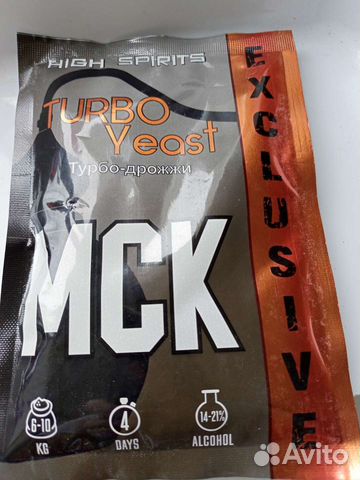 HIGH SPIRITS
TURBO
Yeast
Турбо-дрожжи
EXCLUSIVE
МСК
6-10
KG
4
DAYS
14-21%
ALCOHOL
Avito